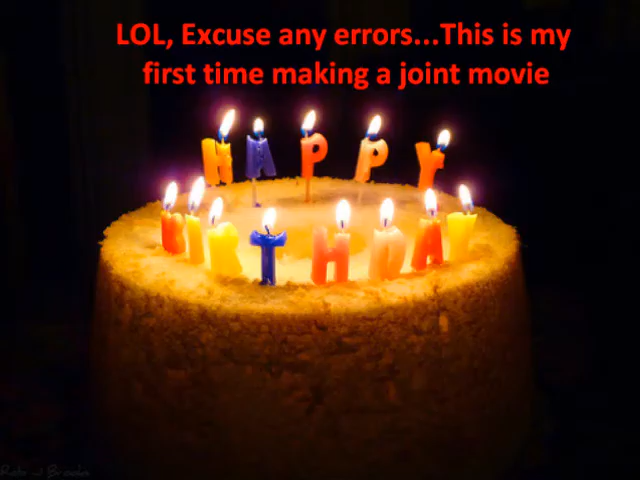 LOL, Excuse any errors...This is my
first time making a joint movie
HAPPY
BIRTHDAY